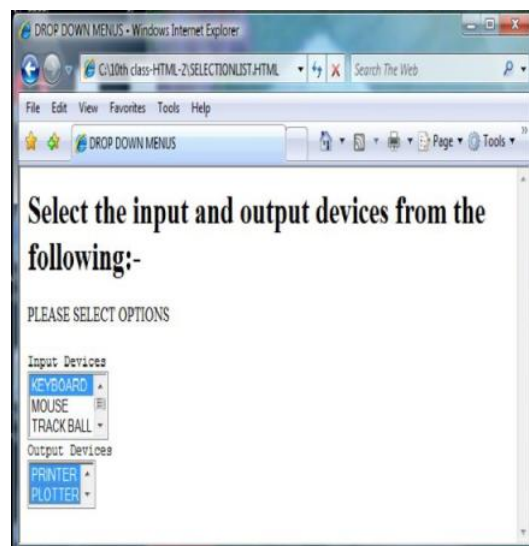 DROP DOWN MENUS - Windows Internet Explorer
C:\10th class-HTML-2\SELECTIONLIST.HTML
Search The Web
File Edit View Favorites Tools Help
DROP DOWN MENUS
Page Tools
Select the input and output devices from the
following:-
PLEASE SELECT OPTIONS
Input Devices
KEYBOARD
MOUSE
TRACK BALL
Output Devices
PRINTER
PLOTTER